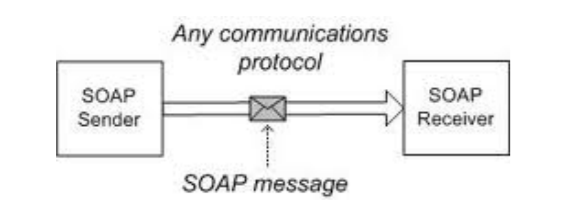 Any communications
protocol
SOAP
Sender
SOAP
Receiver
SOAP message